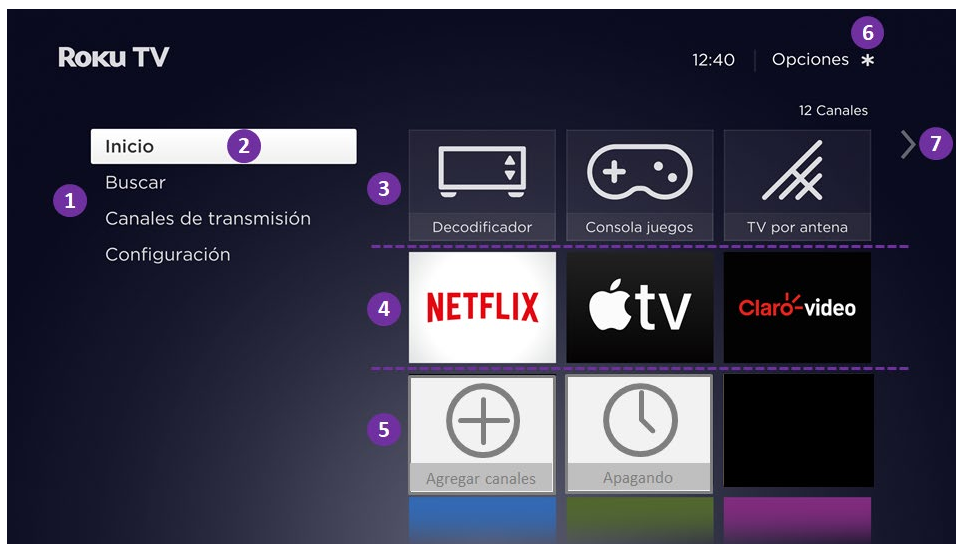 6
Roku TV
12:40 Opciones *
12 Canales
7
Inicio 2
Buscar
1
Canales de transmisión
Configuración
3
Decodificador
Consola juegos
TV por antena
4
NETFLIX
tv
Claro-video
5
Agregar canales
Apagando